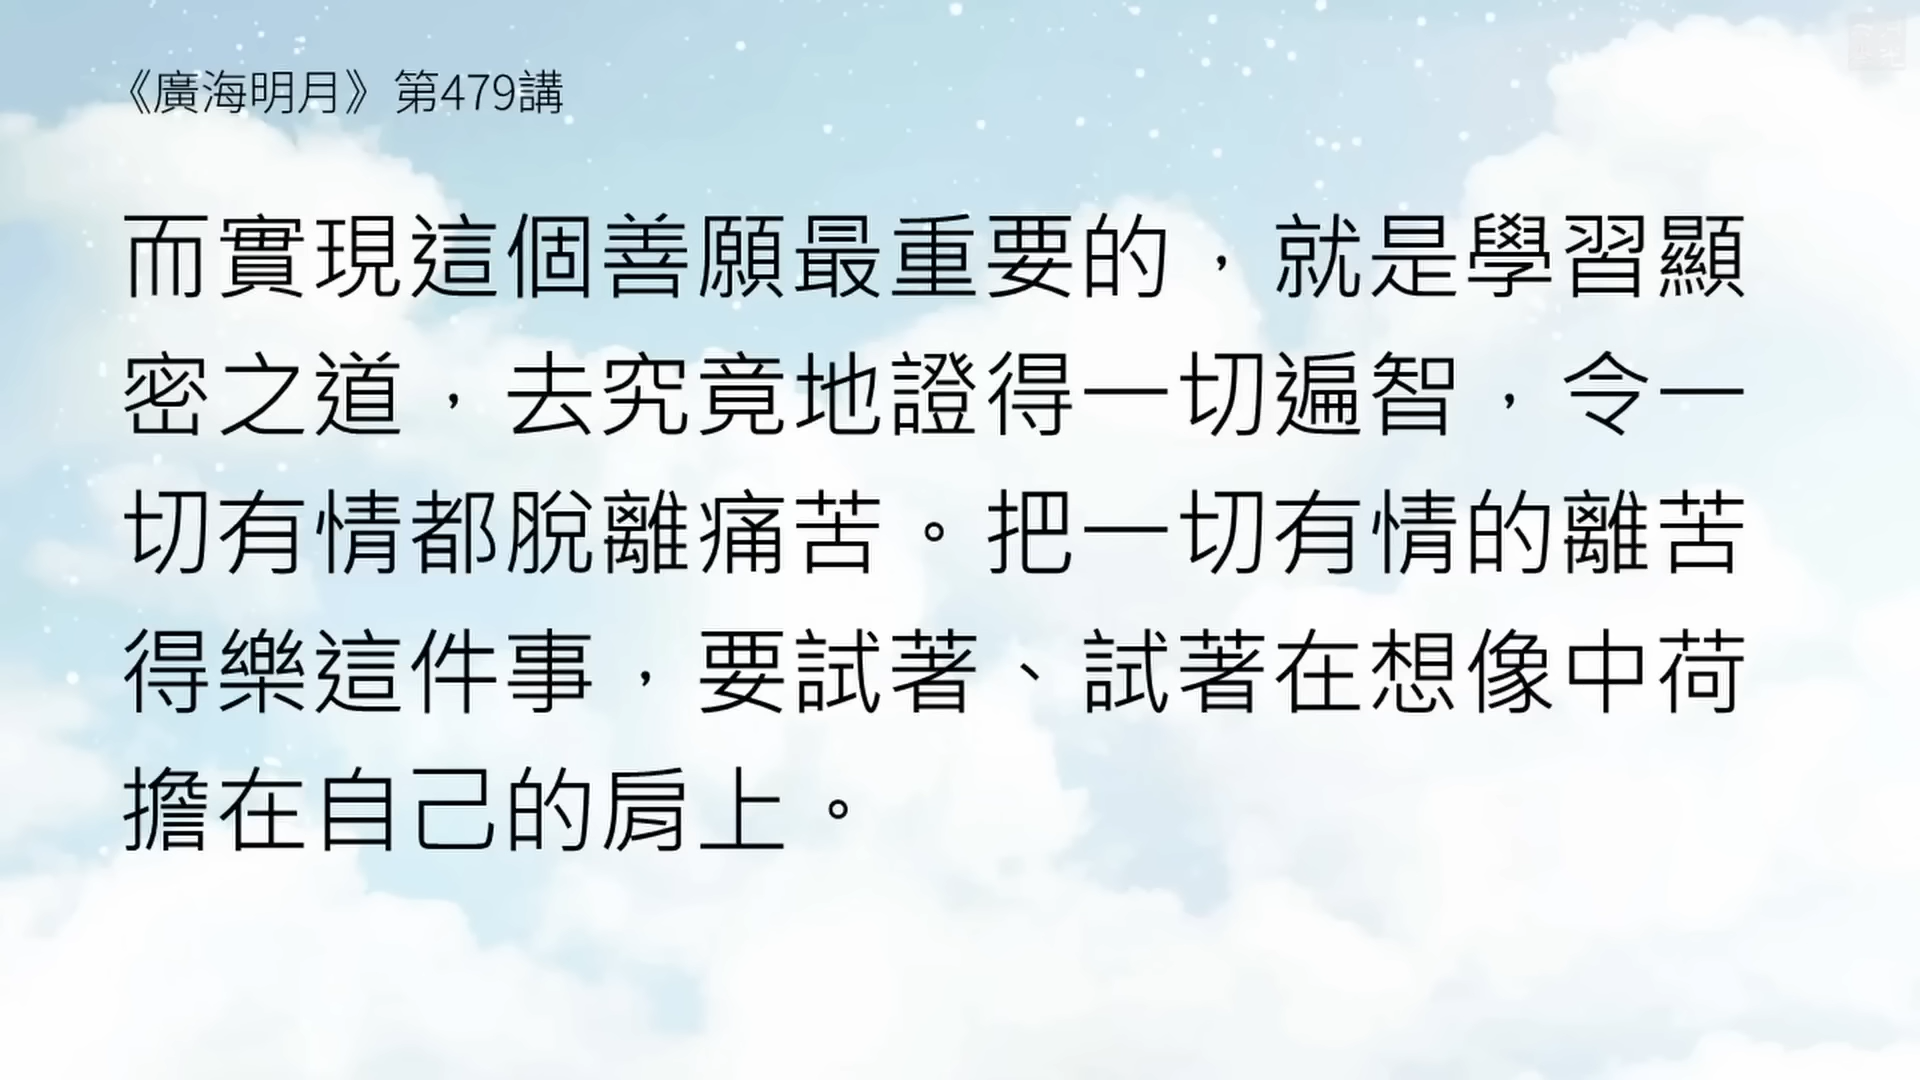 《廣海明月》第479講
而實現這個善願最重要的，就是學習顯
密之道，去究竟地證得一切遍智，令一
切有情都脫離痛苦。把一切有情的離苦
得樂這件事，要試著、試著在想像中荷
擔在自己的肩上。